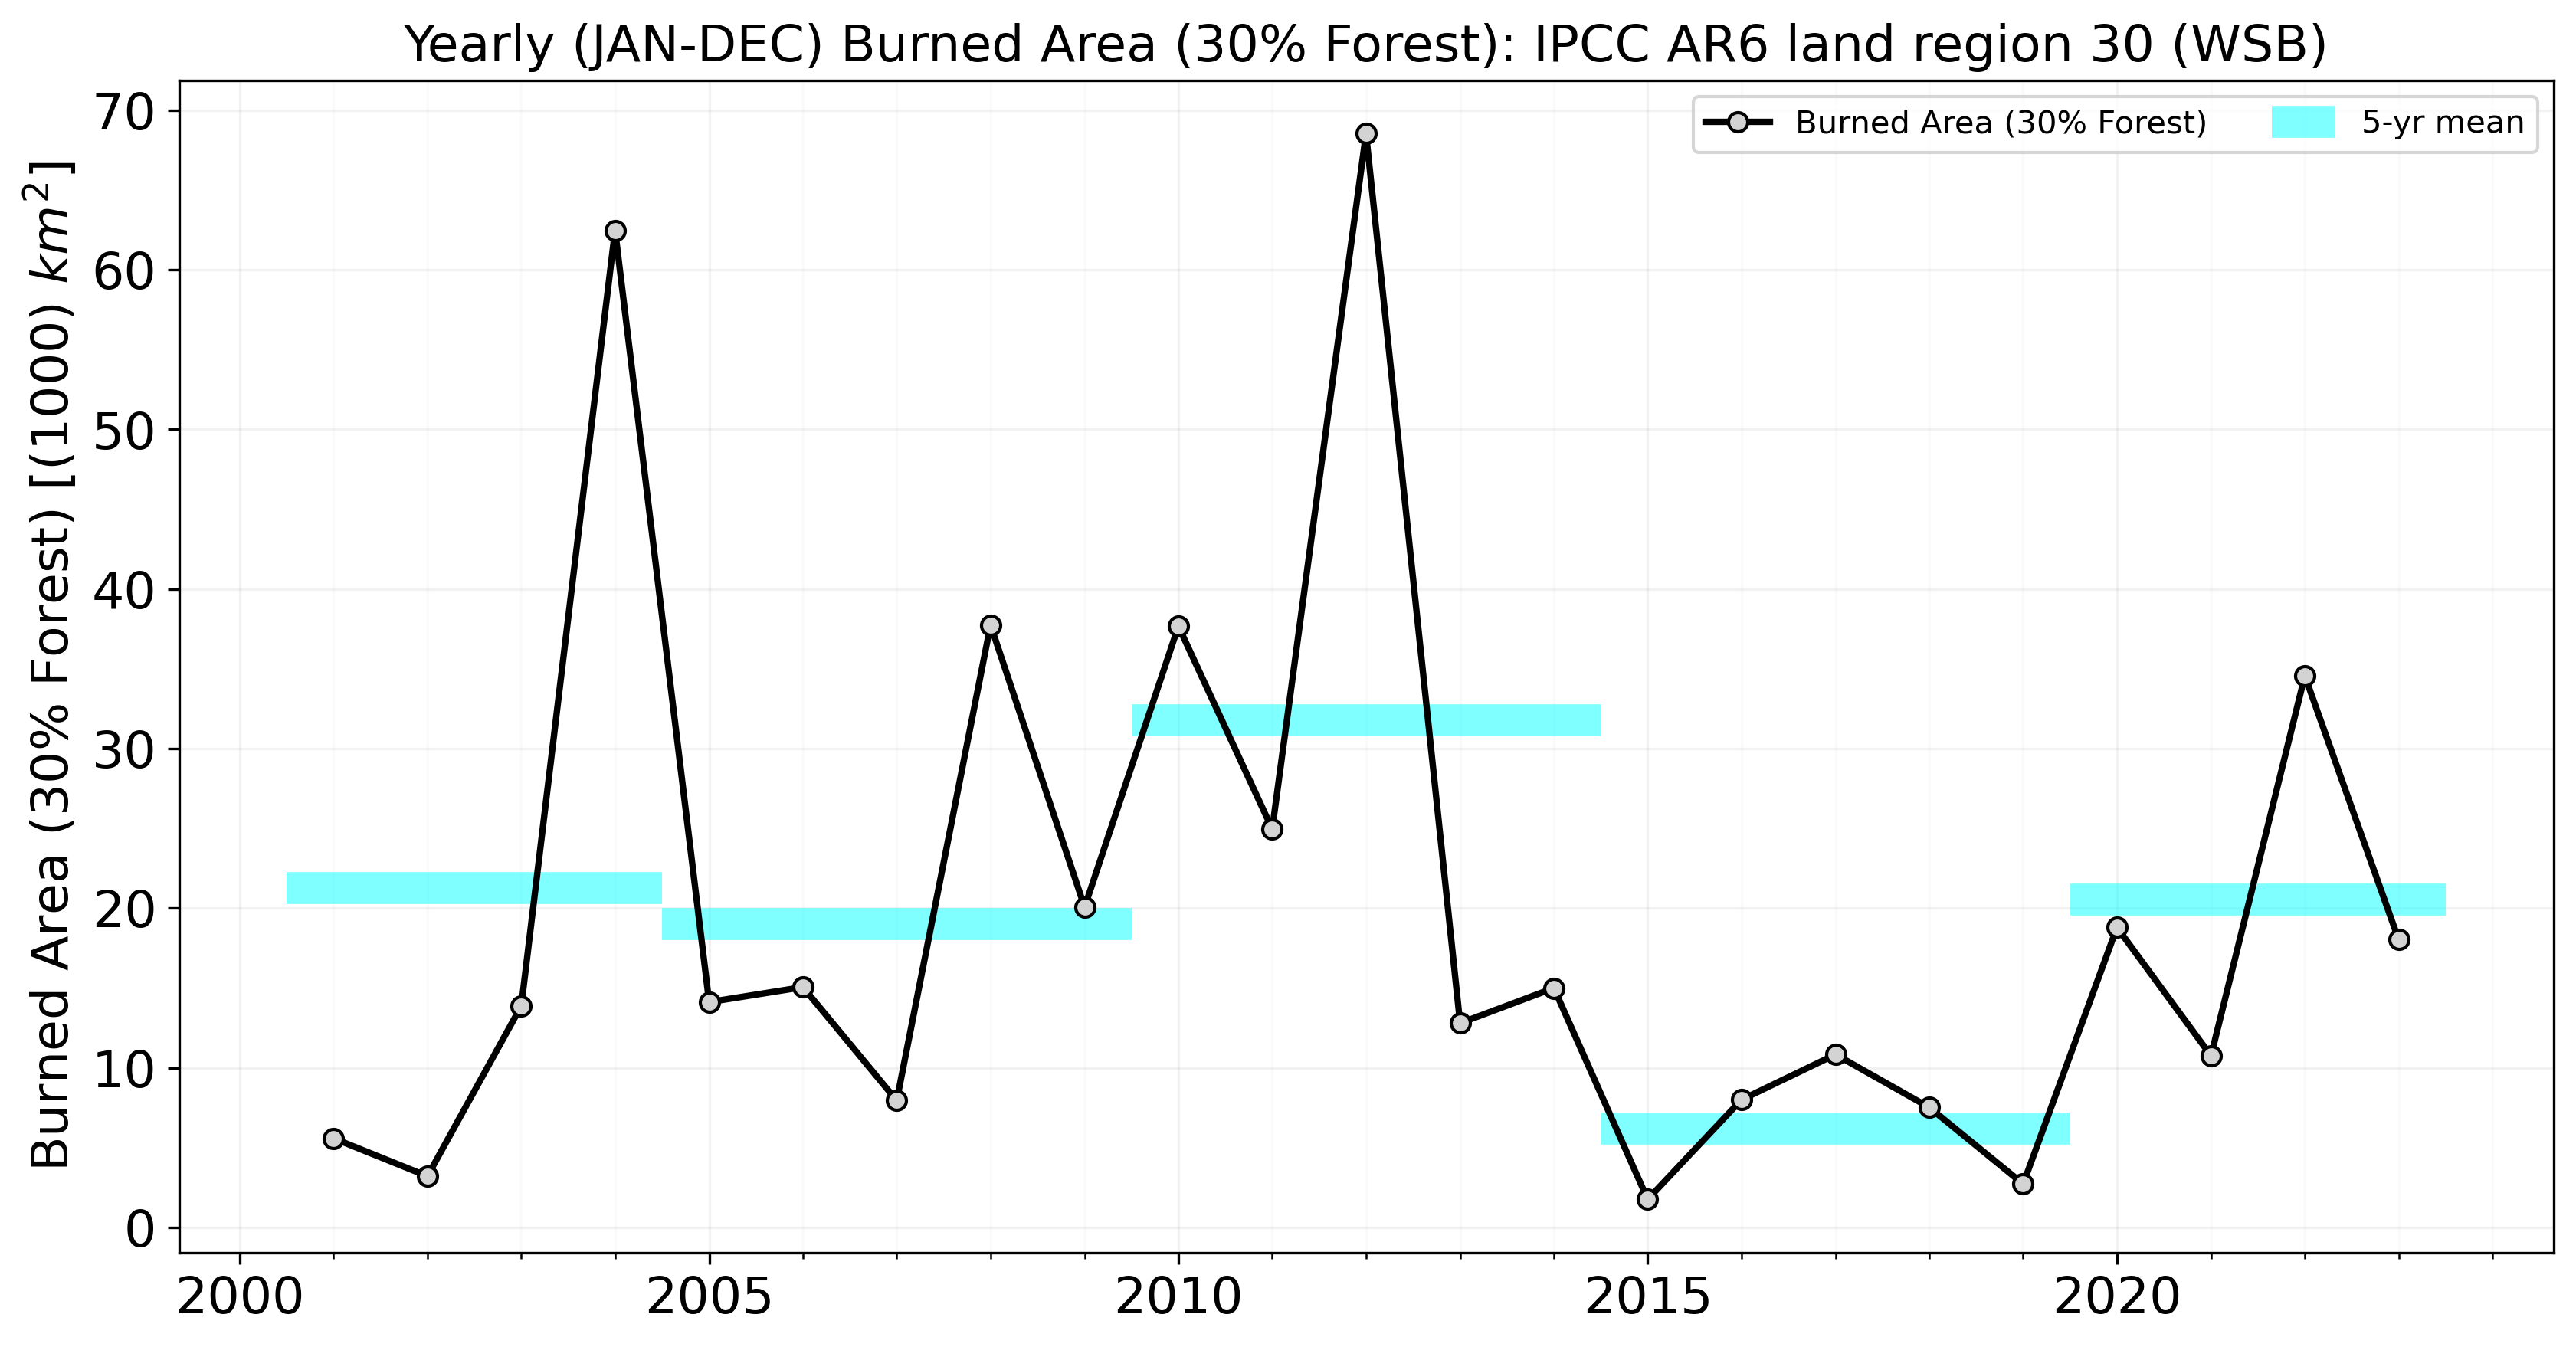 Yearly (JAN-DEC) Burned Area (30% Forest): IPCC AR6 land region 30 (WSB)
Burned Area (30% Forest) 5-yr mean
Burned Area (30% Forest) [(1000) km²]
70
60
50
40
30
20
10
0
2000 2005 2010 2015 2020